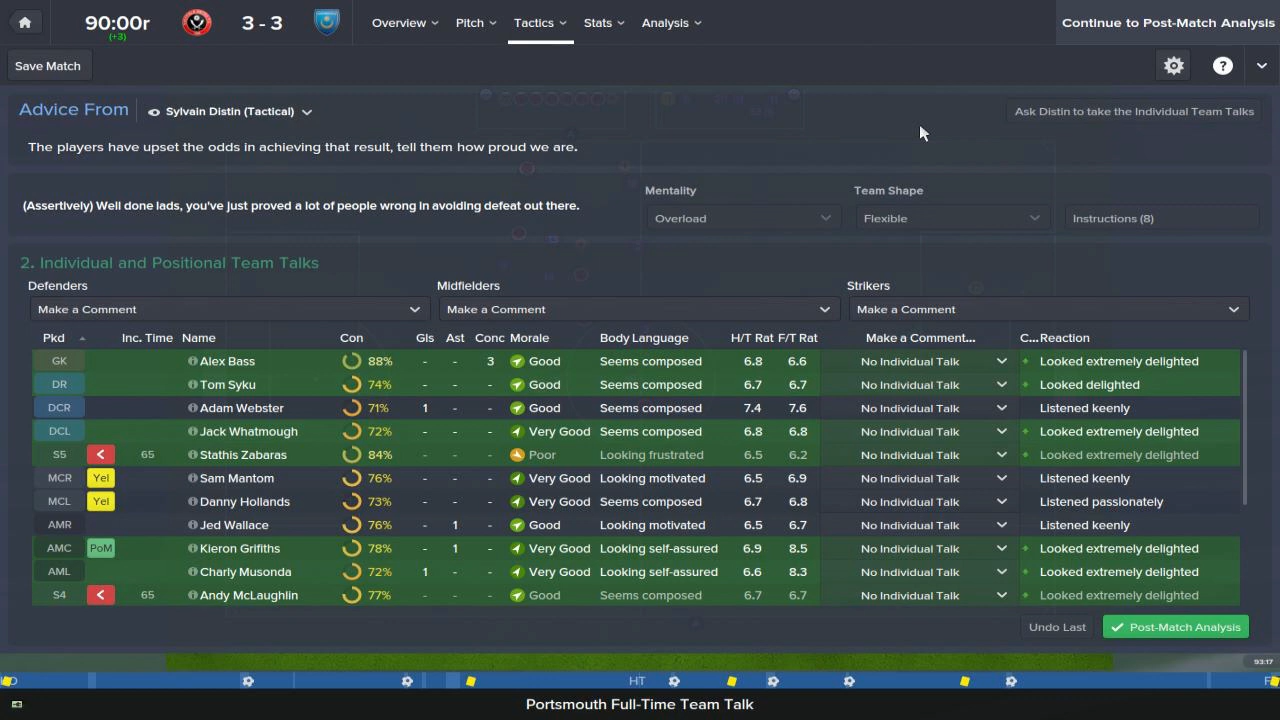 90:00r
(+3)
3 - 3
Overview Pitch Tactics Stats Analysis
Continue to Post-Match Analysis
Save Match
?
Advice From Sylvain Distin (Tactical)
Ask Distin to take the Individual Team Talks
The players have upset the odds in achieving that result, tell them how proud we are.
(Assertively) Well done lads, you've just proved a lot of people wrong in avoiding defeat out there.
Mentality Team Shape
Overload Flexible Instructions (8)
2. Individual and Positional Team Talks
Defenders Midfielders Strikers
Make a Comment Make a Comment Make a Comment
Pkd Inc. Time Name Con Gls Ast Conc Morale Body Language H/T Rat F/T Rat Make a Comment... C... Reaction
GK Alex Bass 88% - - 3 Good Seems composed 6.8 6.6 No Individual Talk Looked extremely delighted
DR Tom Syku 74% - - - Good Seems composed 6.7 6.7 No Individual Talk Looked delighted
DCR Adam Webster 71% 1 - - Good Seems composed 7.4 7.6 No Individual Talk Listened keenly
DCL Jack Whatmough 72% - - - Very Good Seems composed 6.8 6.8 No Individual Talk Looked extremely delighted
S5 65 Stathis Zabaras 84% - - - Poor Looking frustrated 6.5 6.2 No Individual Talk Looked extremely delighted
MCR Yel Sam Mantom 76% - - - Very Good Looking motivated 6.5 6.9 No Individual Talk Listened keenly
MCL Yel Danny Hollands 73% - - - Very Good Seems composed 6.7 6.8 No Individual Talk Listened passionately
AMR Jed Wallace 76% - 1 - Good Looking motivated 6.5 6.7 No Individual Talk Listened keenly
AMC PoM Kieron Grifiths 78% - 1 - Very Good Looking self-assured 6.9 8.5 No Individual Talk Looked extremely delighted
AML Charly Musonda 72% 1 - - Very Good Looking self-assured 6.6 8.3 No Individual Talk Looked extremely delighted
S4 65 Andy McLaughlin 77% - - - Good Seems composed 6.7 6.7 No Individual Talk Looked extremely delighted
Undo Last Post-Match Analysis
93:17
HT
Portsmouth Full-Time Team Talk